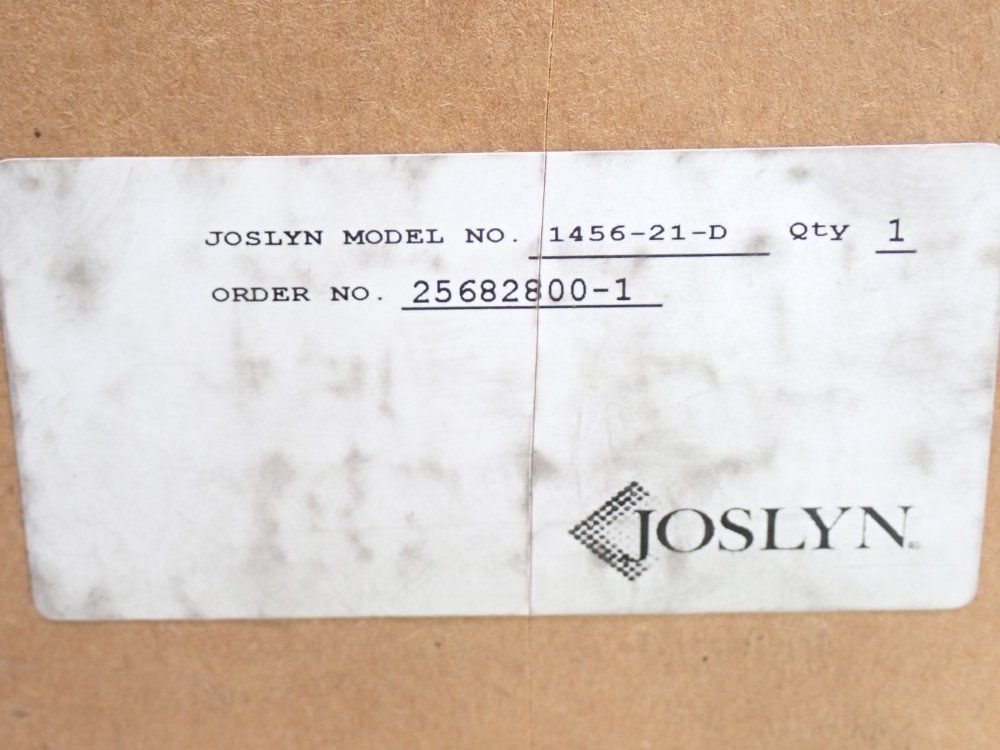 JOSLYN MODEL NO. 1456-21-D Qty 1
ORDER NO. 25682800-1
JOSLYN